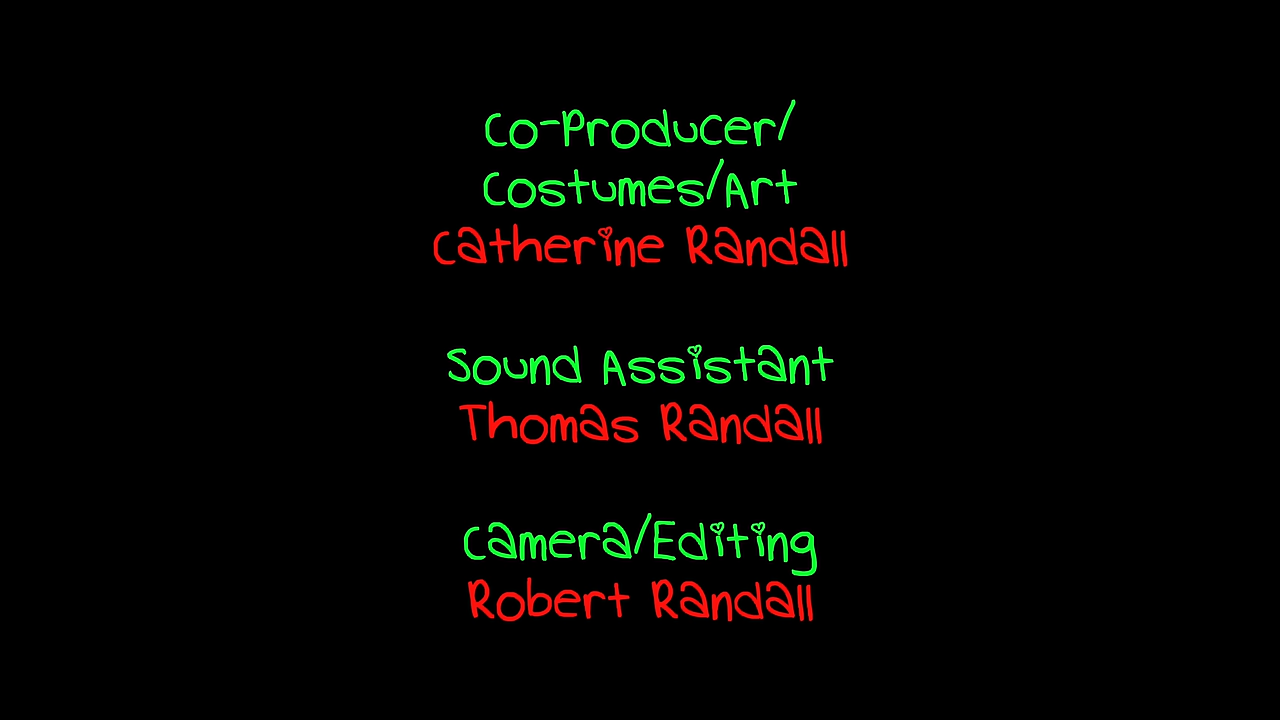 Co-Producer/
Costumes/Art
Catherine Randall
Sound Assistant
Thomas Randall
Camera/Editing
Robert Randall